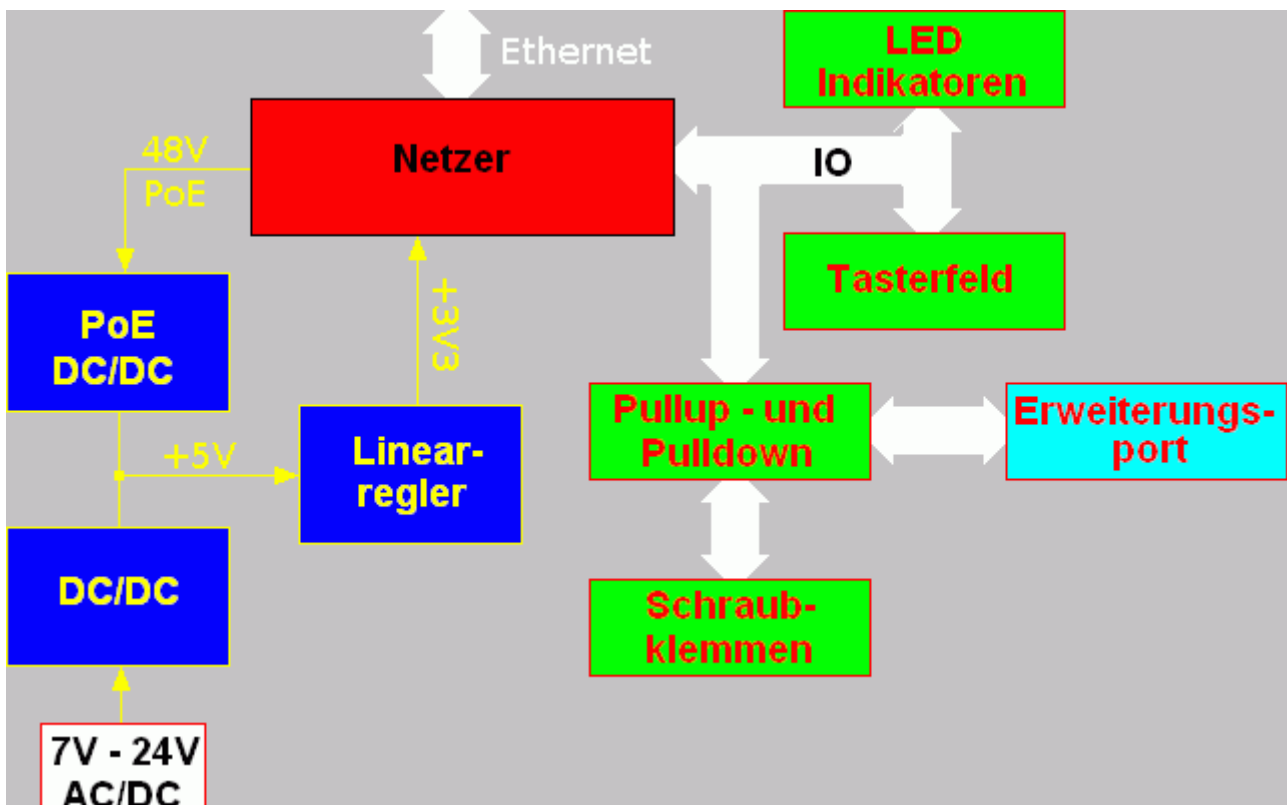 Ethernet
LED
Indikatoren
Netzer
IO
48V
PoE
Tasterfeld
+3V3
PoE
DC/DC
Pullup - und
Pulldown
Erweiterungs-
port
+5V
Linear-
regler
DC/DC
Schraub-
klemmen
7V - 24V
AC/DC